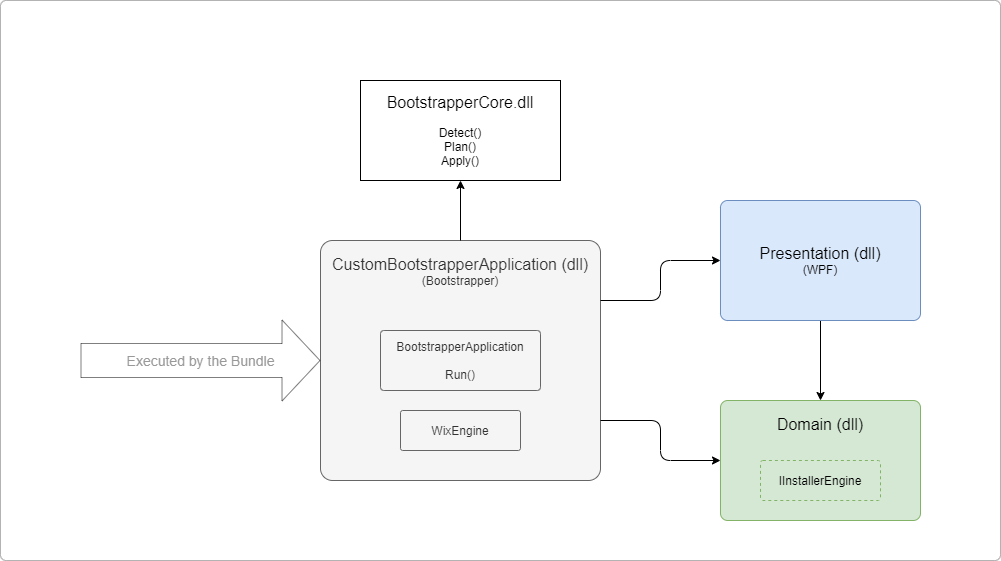 BootstrapperCore.dll
Detect()
Plan()
Apply()
CustomBootstrapperApplication (dll)
(Bootstrapper)
BootstrapperApplication
Run()
WixEngine
Executed by the Bundle
Presentation (dll)
(WPF)
Domain (dll)
IInstallerEngine